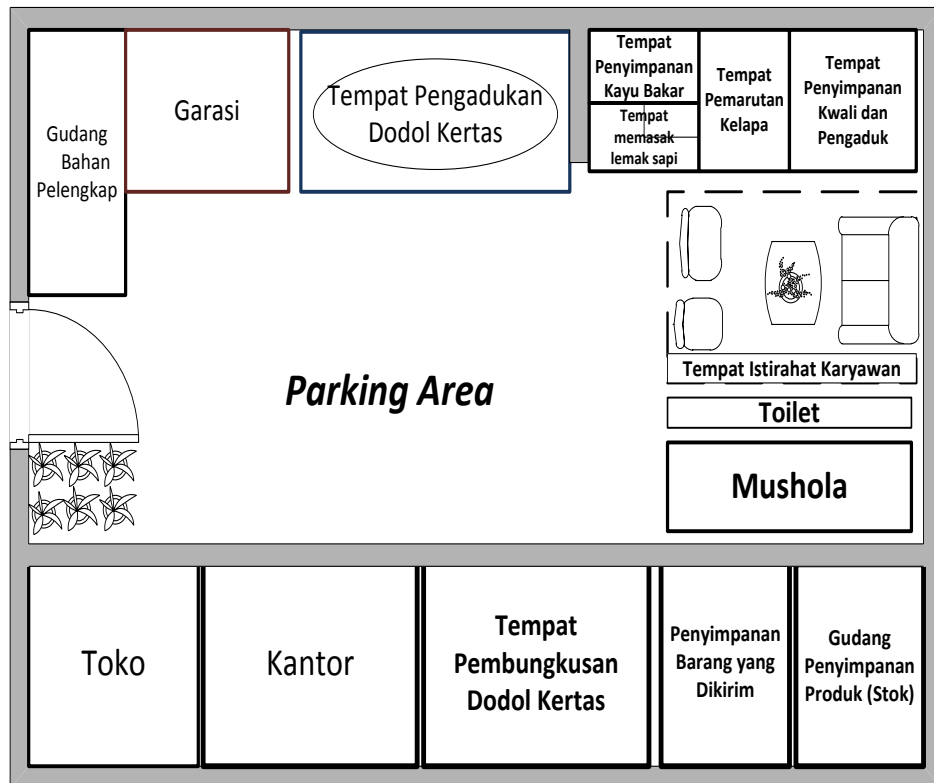 Gudang
Bahan
Pelengkap
Garasi
Tempat Pengadukan
Dodol Kertas
Tempat
Penyimpanan
Kayu Bakar
Tempat
memasak
lemak sapi
Tempat
Pemarutan
Kelapa
Tempat
Penyimpanan
Kwali dan
Pengaduk
Parking Area
Tempat Istirahat Karyawan
Toilet
Mushola
Toko
Kantor
Tempat
Pembungkusan
Dodol Kertas
Penyimpanan
Barang yang
Dikirim
Gudang
Penyimpanan
Produk (Stok)